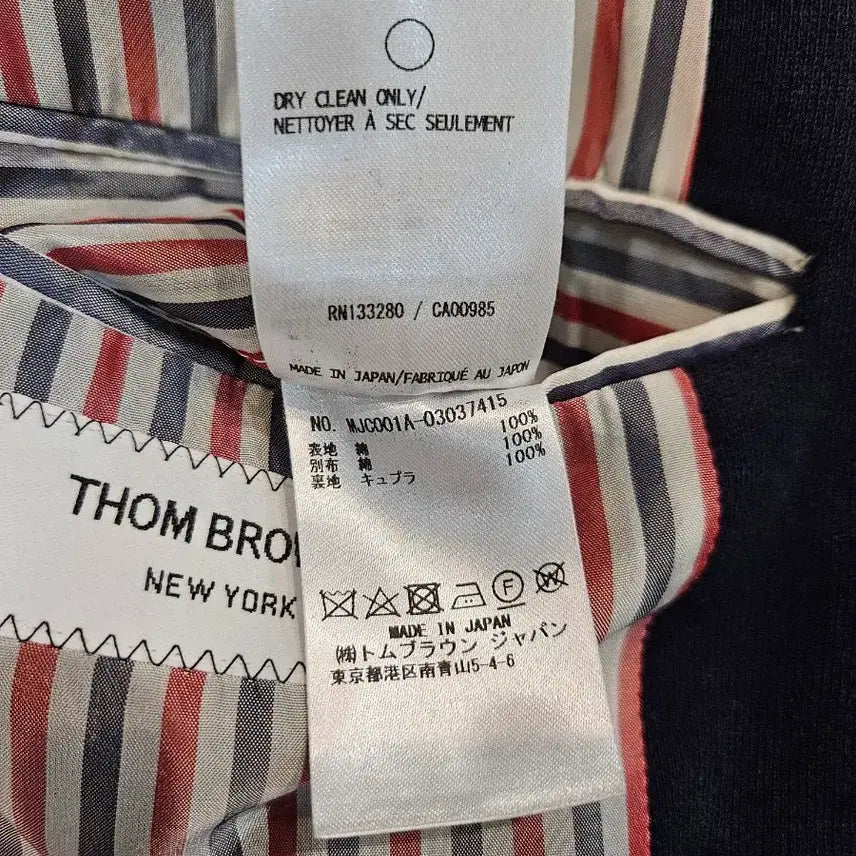 DRY CLEAN ONLY/
NETTOYER À SEC SEULEMENT
RN133280 / CA00985
MADE IN JAPAN/FABRIQUÉ AU JAPON
NO. MJC001A-03037415
表地 綿 100%
別布 綿 100%
裏地 キュプラ 100%
THOM BRO
NEW YORK
F
W
MADE IN JAPAN
㈱トムブラウン ジャパン
東京都港区南青山5-4-6